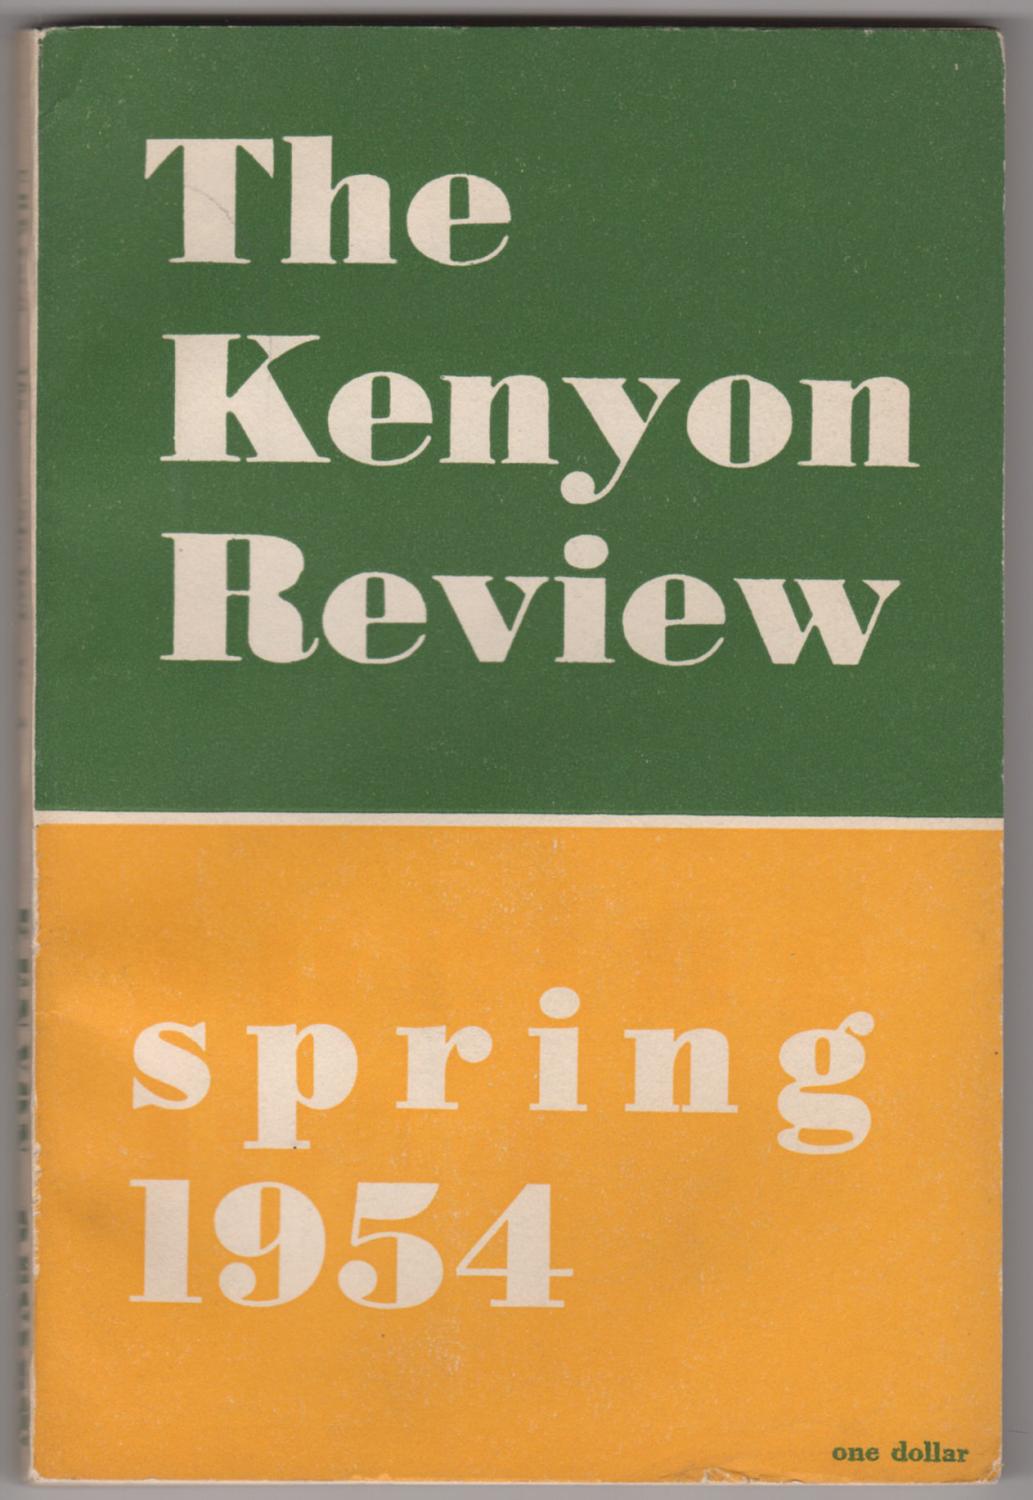 The
Kenyon
Review
spring
1954
one dollar